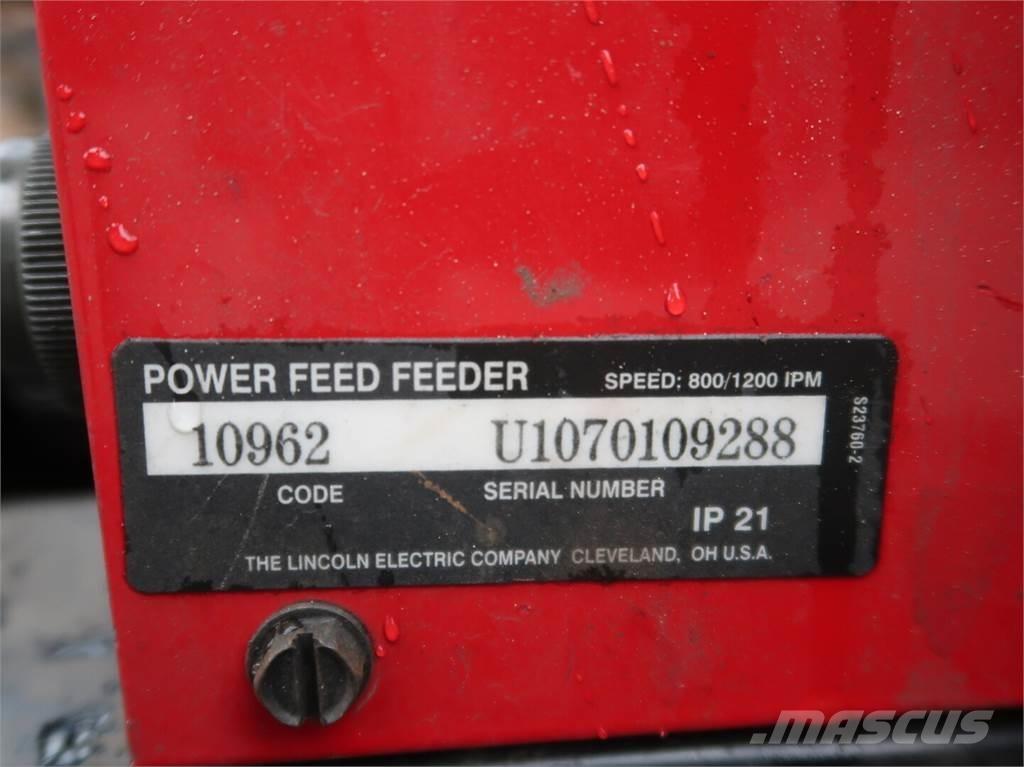 POWER FEED FEEDER SPEED: 800/1200 IPM
10962 U1070109288
CODE SERIAL NUMBER
IP 21
THE LINCOLN ELECTRIC COMPANY CLEVELAND, OH U.S.A.
S23760-2
MASCUS